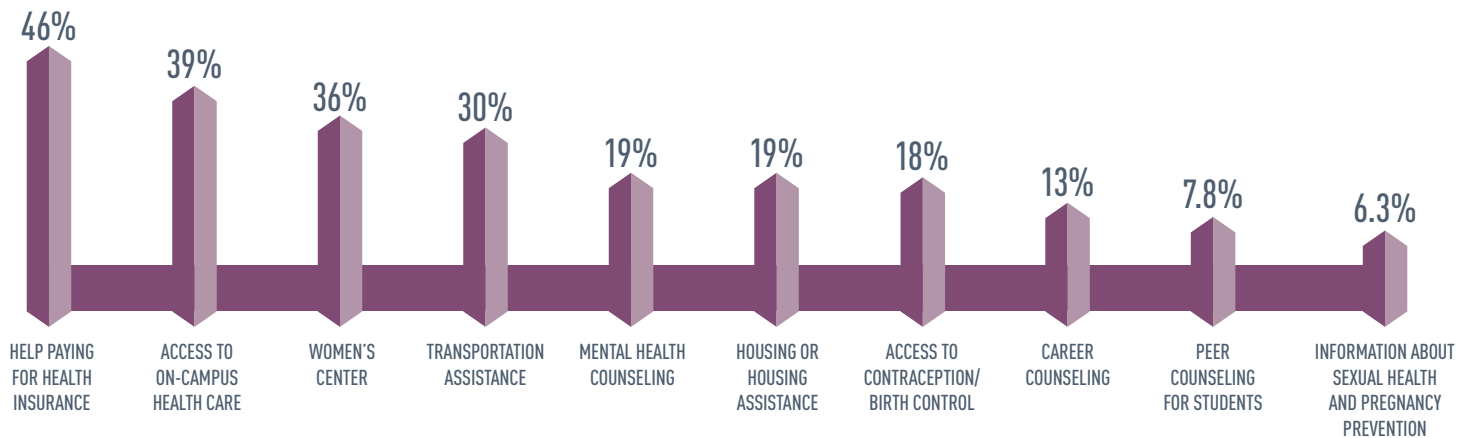 46%
39%
36%
30%
19%
19%
18%
13%
7.8%
6.3%
HELP PAYING
FOR HEALTH
INSURANCE
ACCESS TO
ON-CAMPUS
HEALTH CARE
WOMEN'S
CENTER
TRANSPORTATION
ASSISTANCE
MENTAL HEALTH
COUNSELING
HOUSING OR
HOUSING
ASSISTANCE
ACCESS TO
CONTRACEPTION/
BIRTH CONTROL
CAREER
COUNSELING
PEER
COUNSELING
FOR STUDENTS
INFORMATION ABOUT
SEXUAL HEALTH
AND PREGNANCY
PREVENTION